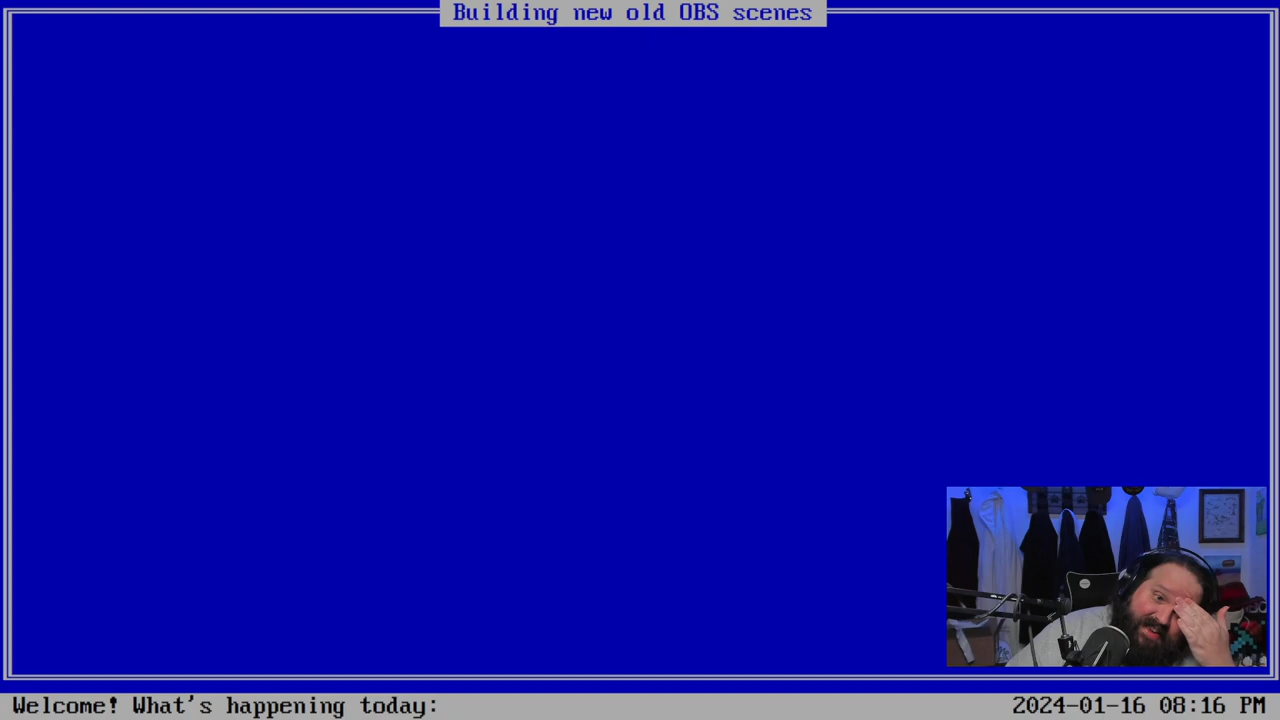 Building new old OBS scenes
Welcome! What's happening today:
2024-01-16 08:16 PM